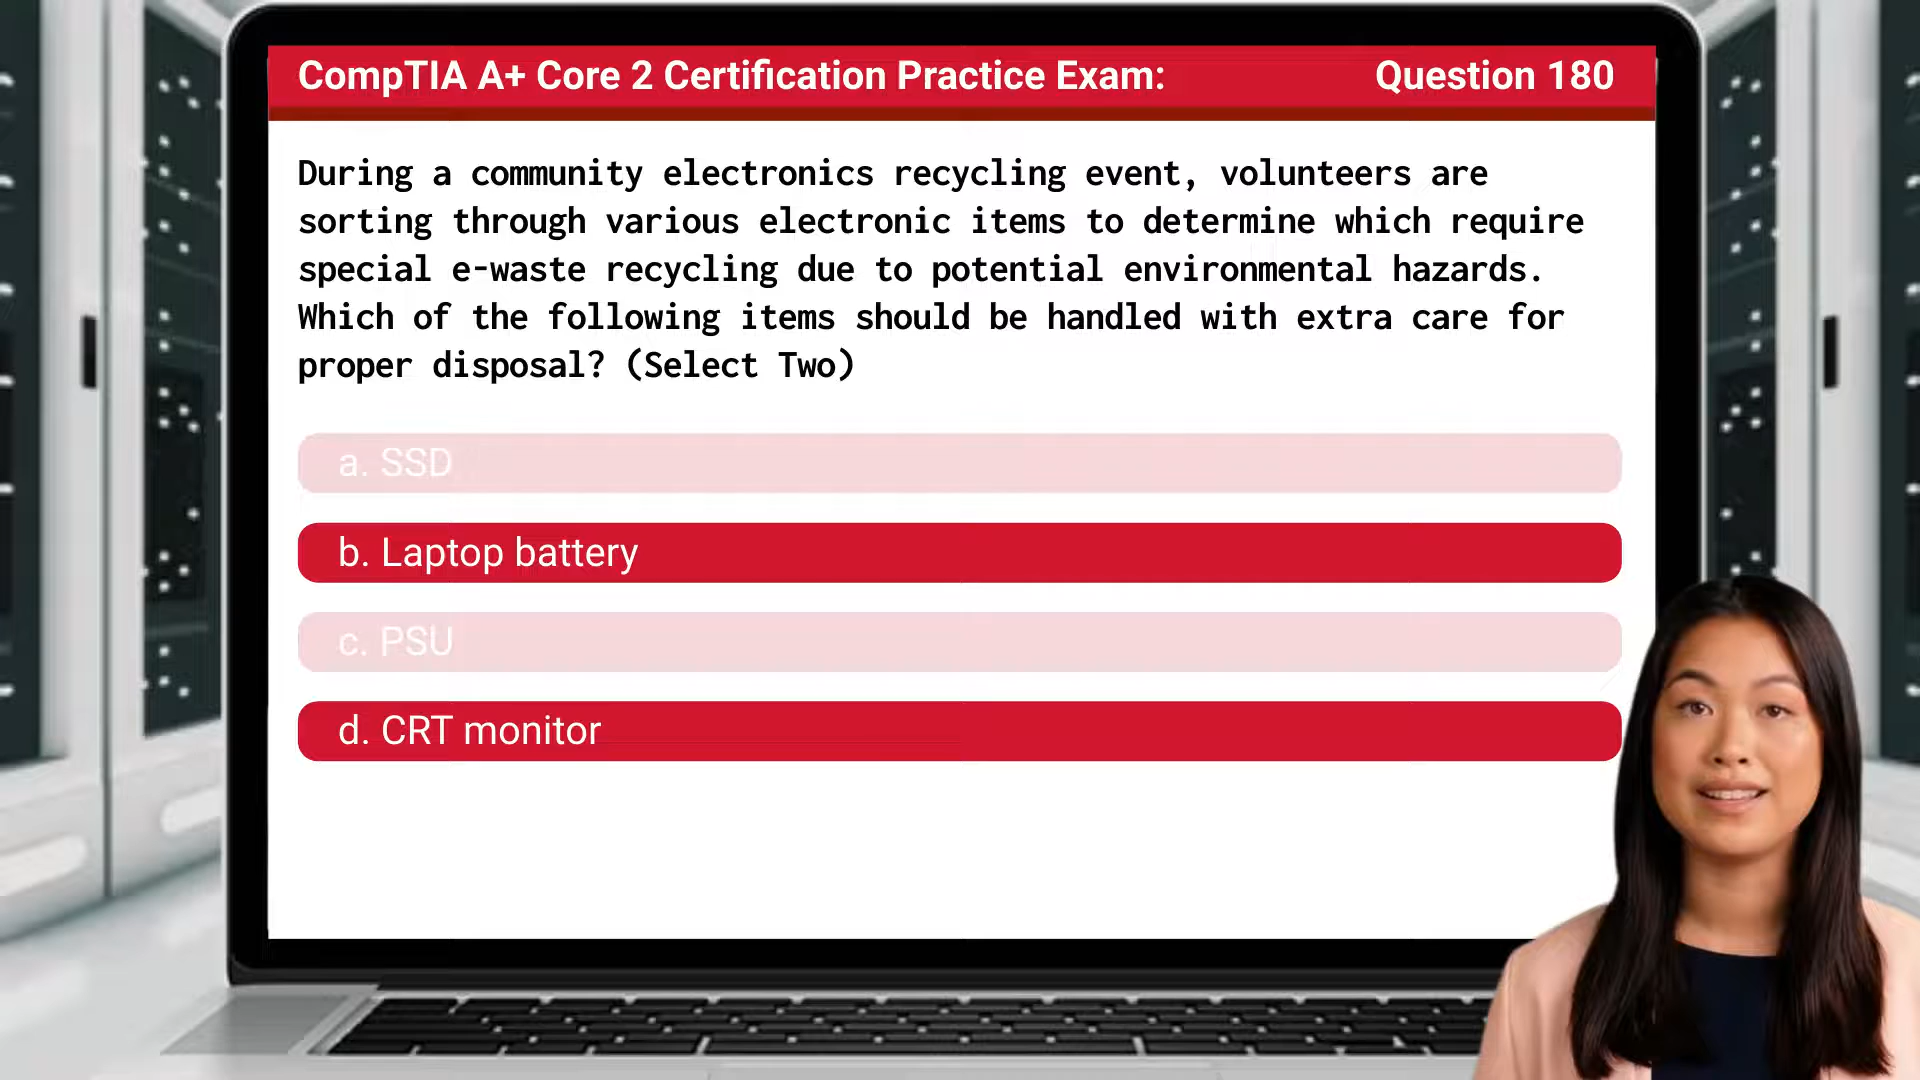 CompTIA A+ Core 2 Certification Practice Exam: Question 180
During a community electronics recycling event, volunteers are
sorting through various electronic items to determine which require
special e-waste recycling due to potential environmental hazards.
Which of the following items should be handled with extra care for
proper disposal? (Select Two)
a. SSD
b. Laptop battery
c. PSU
d. CRT monitor